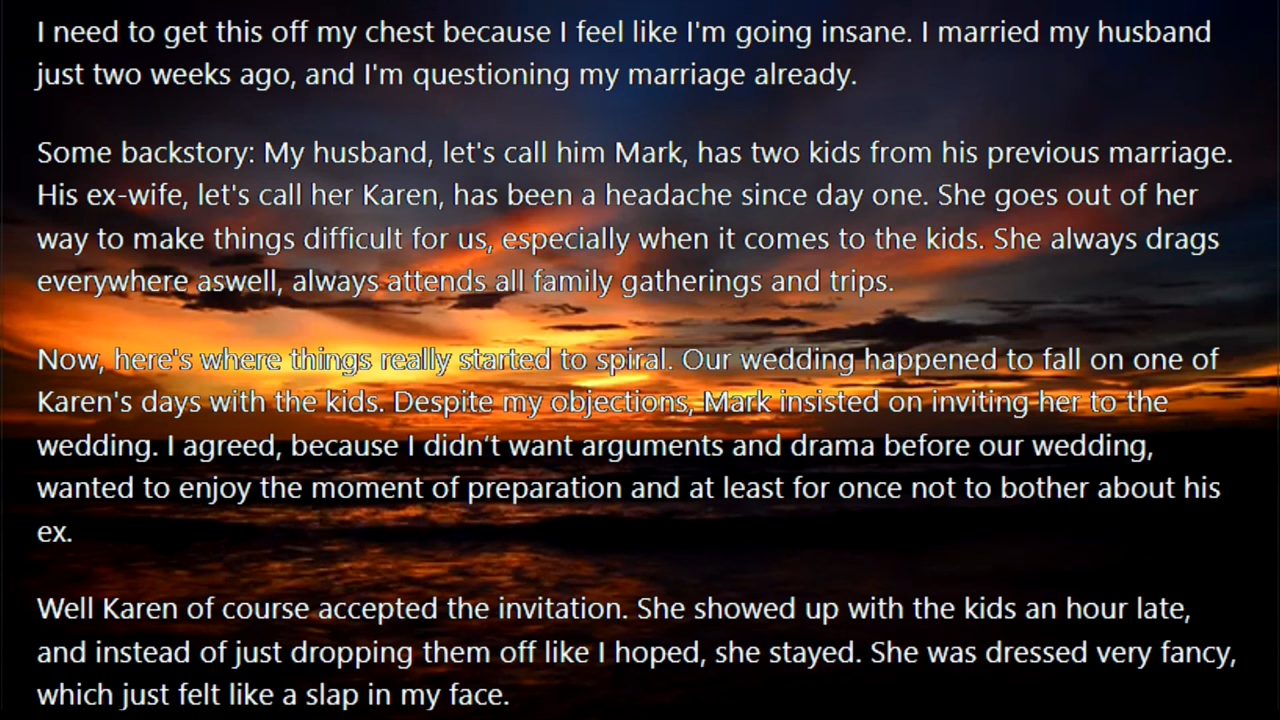 I need to get this off my chest because I feel like I'm going insane. I married my husband
just two weeks ago, and I'm questioning my marriage already.
Some backstory: My husband, let's call him Mark, has two kids from his previous marriage.
His ex-wife, let's call her Karen, has been a headache since day one. She goes out of her
way to make things difficult for us, especially when it comes to the kids. She always drags
everywhere aswell, always attends all family gatherings and trips.
Now, here's where things really started to spiral. Our wedding happened to fall on one of
Karen's days with the kids. Despite my objections, Mark insisted on inviting her to the
wedding. I agreed, because I didn’t want arguments and drama before our wedding,
wanted to enjoy the moment of preparation and at least for once not to bother about his
ex.
Well Karen of course accepted the invitation. She showed up with the kids an hour late,
and instead of just dropping them off like I hoped, she stayed. She was dressed very fancy,
which just felt like a slap in my face.